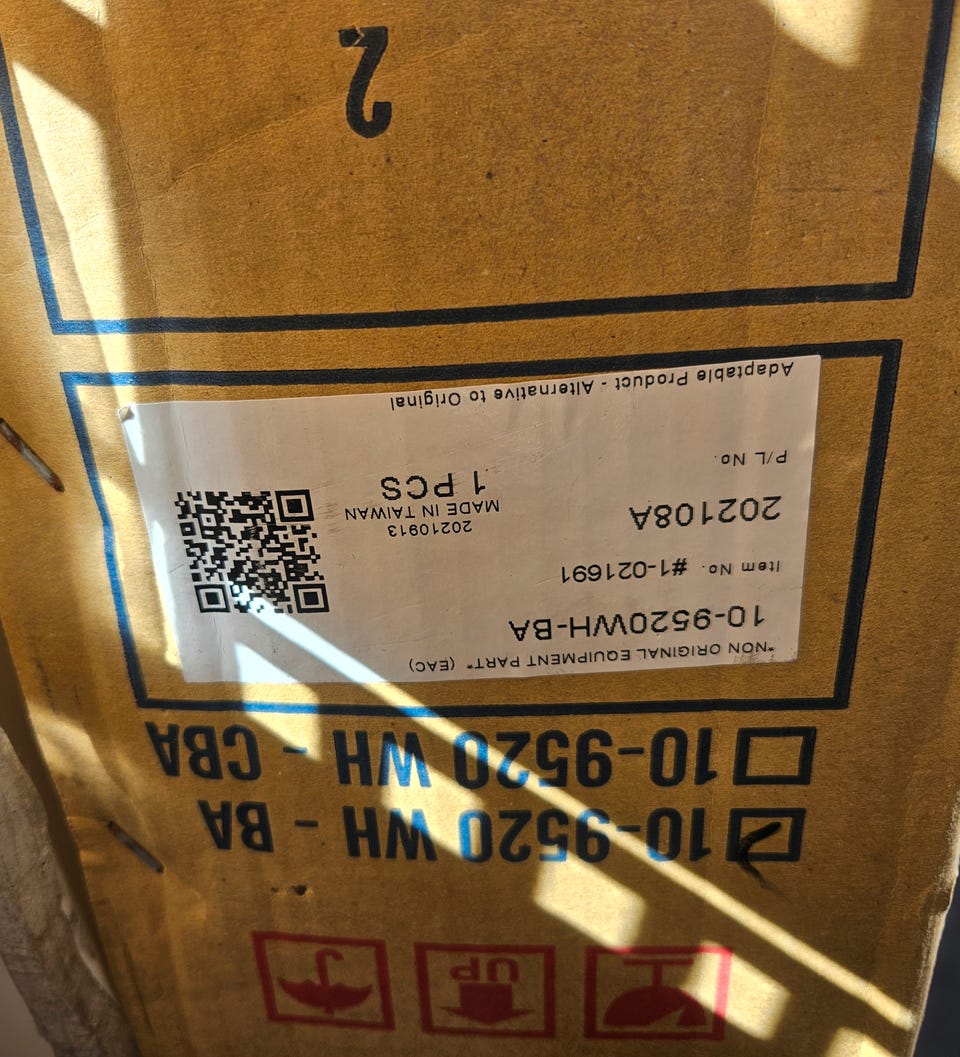 UP
☑ 10-9520 WH - BA
☐ 10-9520 WH - CBA
*NON ORIGINAL EQUIPMENT PART* (EAC)
10-9520WH-BA
Item No. #1-021691
202108A
P/L No.
20210913
MADE IN TAIWAN
1 PCS
Adaptable Product - Alternative to Original
2